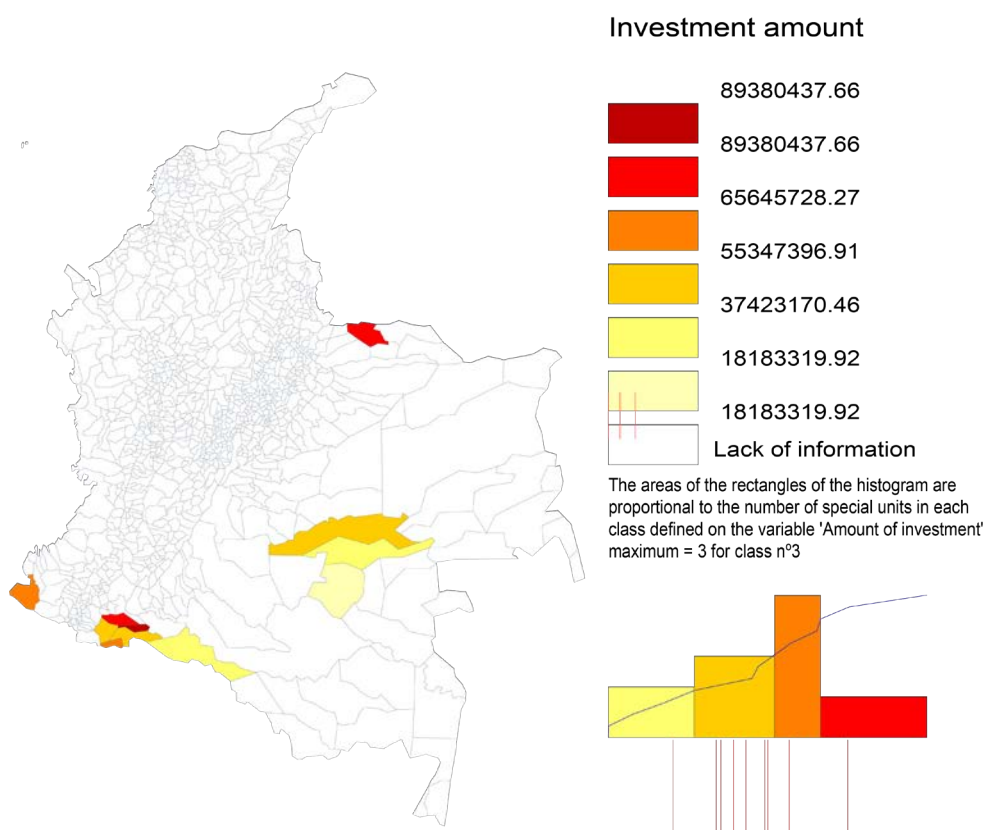 Investment amount
89380437.66
89380437.66
65645728.27
55347396.91
37423170.46
18183319.92
18183319.92
Lack of information
The areas of the rectangles of the histogram are
proportional to the number of special units in each
class defined on the variable 'Amount of investment'
maximum = 3 for class nº3